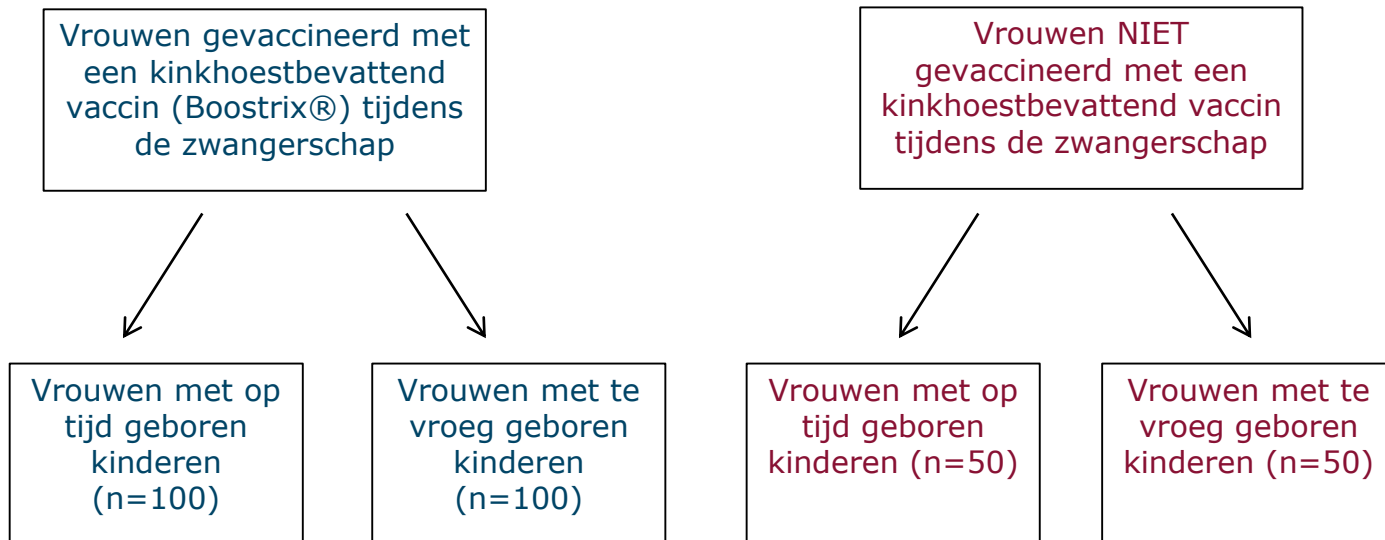 Vrouwen gevaccineerd met
een kinkhoestbevattend
vaccin (Boostrix®) tijdens
de zwangerschap
Vrouwen NIET
gevaccineerd met een
kinkhoestbevattend vaccin
tijdens de zwangerschap
Vrouwen met op
tijd geboren
kinderen
(n=100)
Vrouwen met te
vroeg geboren
kinderen
(n=100)
Vrouwen met op
tijd geboren
kinderen (n=50)
Vrouwen met te
vroeg geboren
kinderen (n=50)